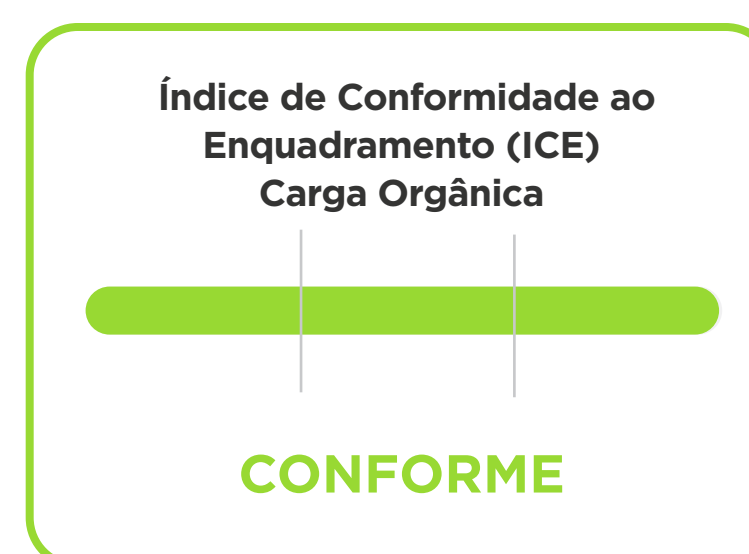 Índice de Conformidade ao
Enquadramento (ICE)
Carga Orgânica
CONFORME